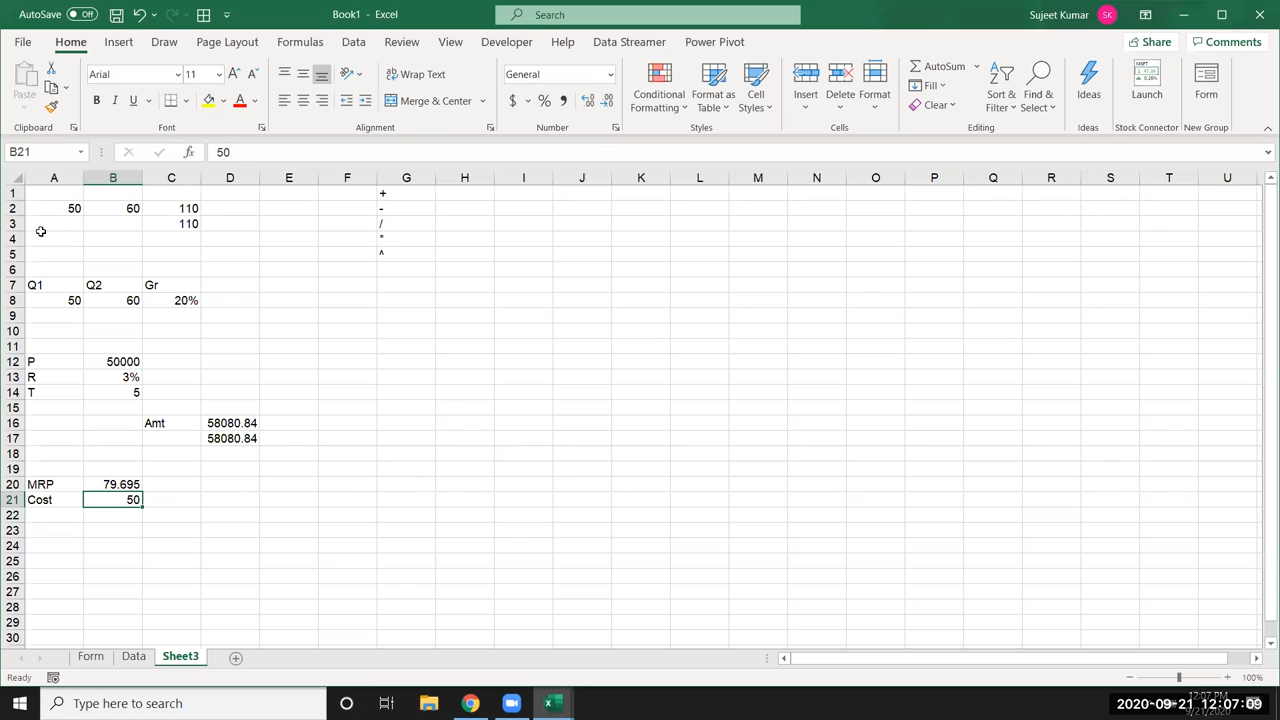 AutoSave Off Book1 - Excel Search Sujeet Kumar SK
File Home Insert Draw Page Layout Formulas Data Review View Developer Help Data Streamer Power Pivot Share Comments
Paste Arial 11 Wrap Text General Conditional Formatting Format as Table Cell Styles Insert Delete Format AutoSum Fill Clear Sort & Filter Find & Select Ideas Launch Form
B I U A Merge & Center $ % ,
Clipboard Font Alignment Number Styles Cells Editing Ideas Stock Connector New Group
B21 fx 50
A B C D E F G H I J K L M N O P Q R S T U
1 +
2 50 60 110 -
3 110 /
4 *
5 ^
6
7 Q1 Q2 Gr
8 50 60 20%
9
10
11
12 P 50000
13 R 3%
14 T 5
15
16 Amt 58080.84
17 58080.84
18
19
20 MRP 79.695
21 Cost 50
22
23
24
25
26
27
28
29
30
Form Data Sheet3
Ready 100%
Type here to search 12:07 PM 9/21/2020
2020-09-21 12:07:09